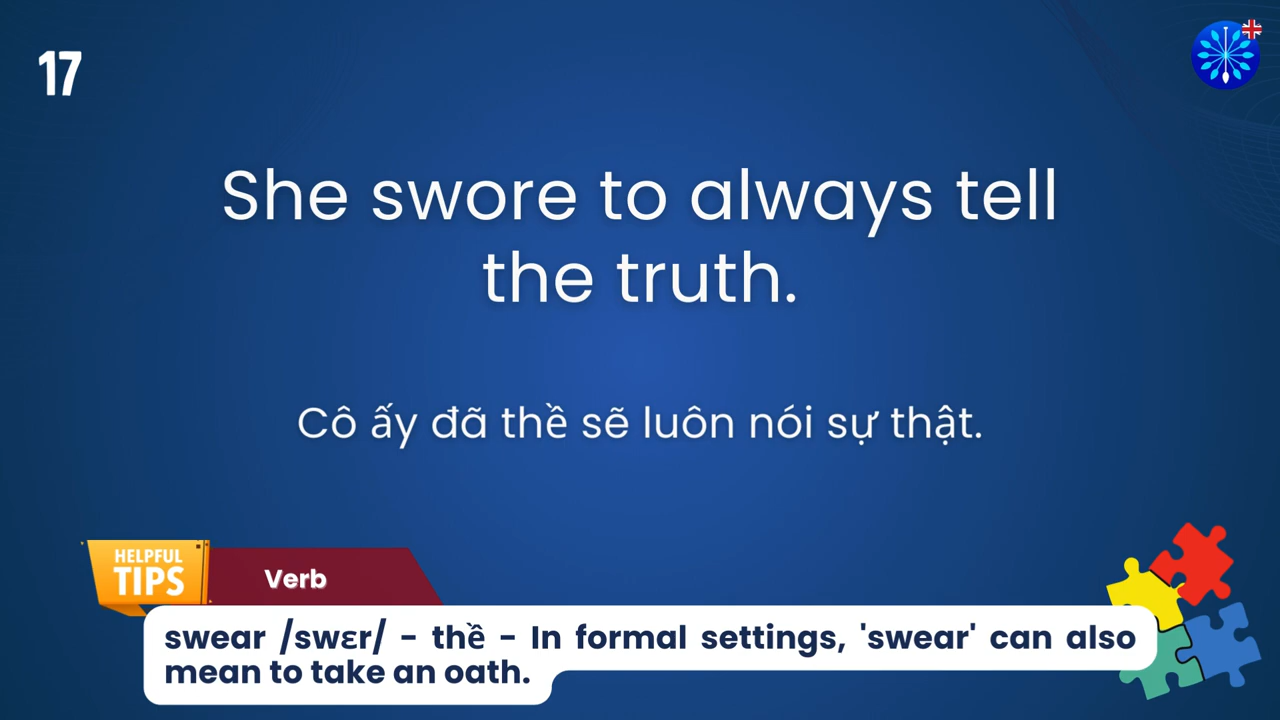 17
She swore to always tell
the truth.
Cô ấy đã thề sẽ luôn nói sự thật.
HELPFUL
TIPS
Verb
swear /swɛr/ - thề - In formal settings, 'swear' can also
mean to take an oath.